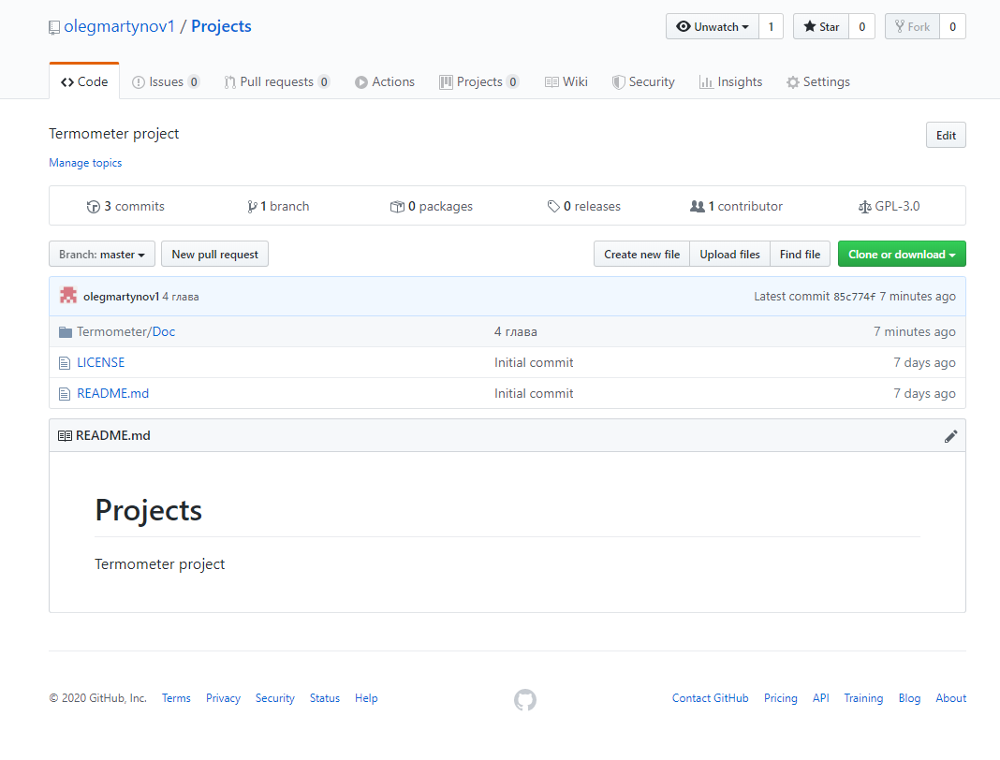 olegmartynov1 / Projects
Unwatch 1 Star 0 Fork 0
Code Issues 0 Pull requests 0 Actions Projects 0 Wiki Security Insights Settings
Termometer project
Edit
Manage topics
3 commits 1 branch 0 packages 0 releases 1 contributor GPL-3.0
Branch: master New pull request Create new file Upload files Find file Clone or download
olegmartynov1 4 глава Latest commit 85c774f 7 minutes ago
Termometer/Doc 4 глава 7 minutes ago
LICENSE Initial commit 7 days ago
README.md Initial commit 7 days ago
README.md
Projects
Termometer project
© 2020 GitHub, Inc. Terms Privacy Security Status Help Contact GitHub Pricing API Training Blog About